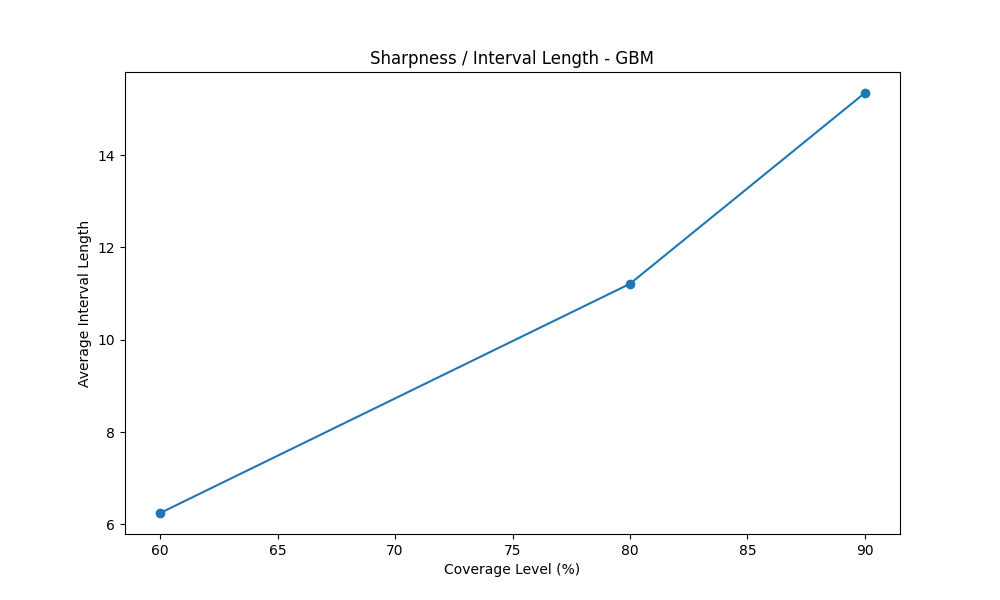 Sharpness / Interval Length - GBM
Average Interval Length
14
12
10
8
6
60 65 70 75 80 85 90
Coverage Level (%)